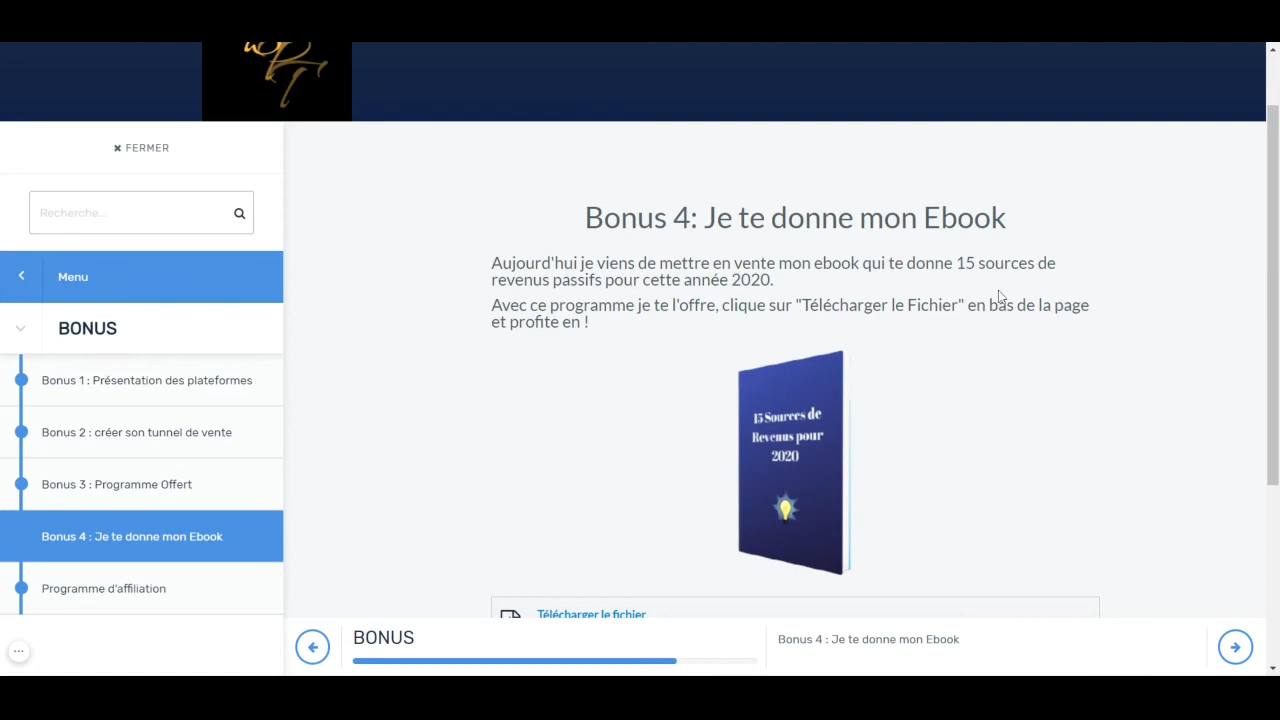 FERMER
Recherche...
Menu
BONUS
Bonus 1 : Présentation des plateformes
Bonus 2 : créer son tunnel de vente
Bonus 3 : Programme Offert
Bonus 4 : Je te donne mon Ebook
Programme d'affiliation
Bonus 4: Je te donne mon Ebook
Aujourd'hui je viens de mettre en vente mon ebook qui te donne 15 sources de
revenus passifs pour cette année 2020.
Avec ce programme je te l'offre, clique sur "Télécharger le Fichier" en bas de la page
et profite en !
15 Sources de
Revenus pour
2020
Télécharger le fichier
BONUS
Bonus 4 : Je te donne mon Ebook